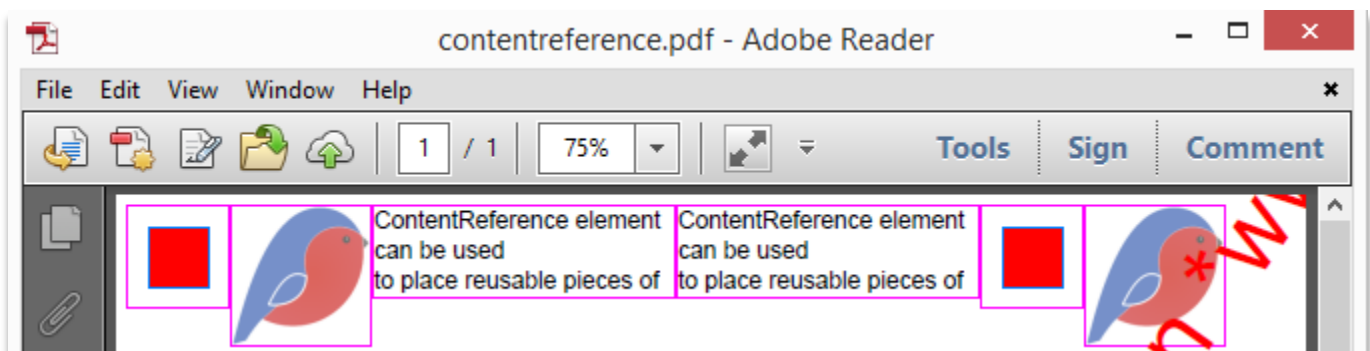 contentreference.pdf - Adobe Reader
File Edit View Window Help
1 / 1 75% Tools Sign Comment
ContentReference element
can be used
to place reusable pieces of
ContentReference element
can be used
to place reusable pieces of